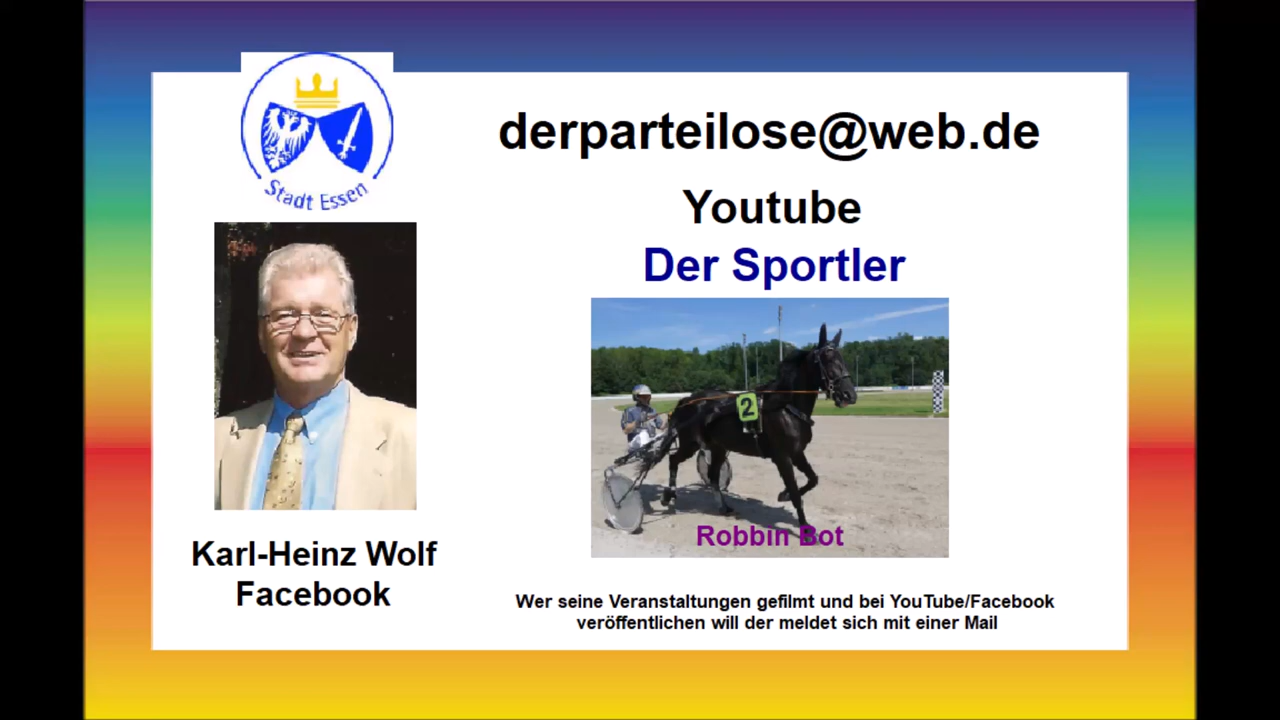 Stadt Essen
derparteilose@web.de
Youtube
Der Sportler
2
Robbin Bot
Karl-Heinz Wolf
Facebook
Wer seine Veranstaltungen gefilmt und bei YouTube/Facebook
veröffentlichen will der meldet sich mit einer Mail